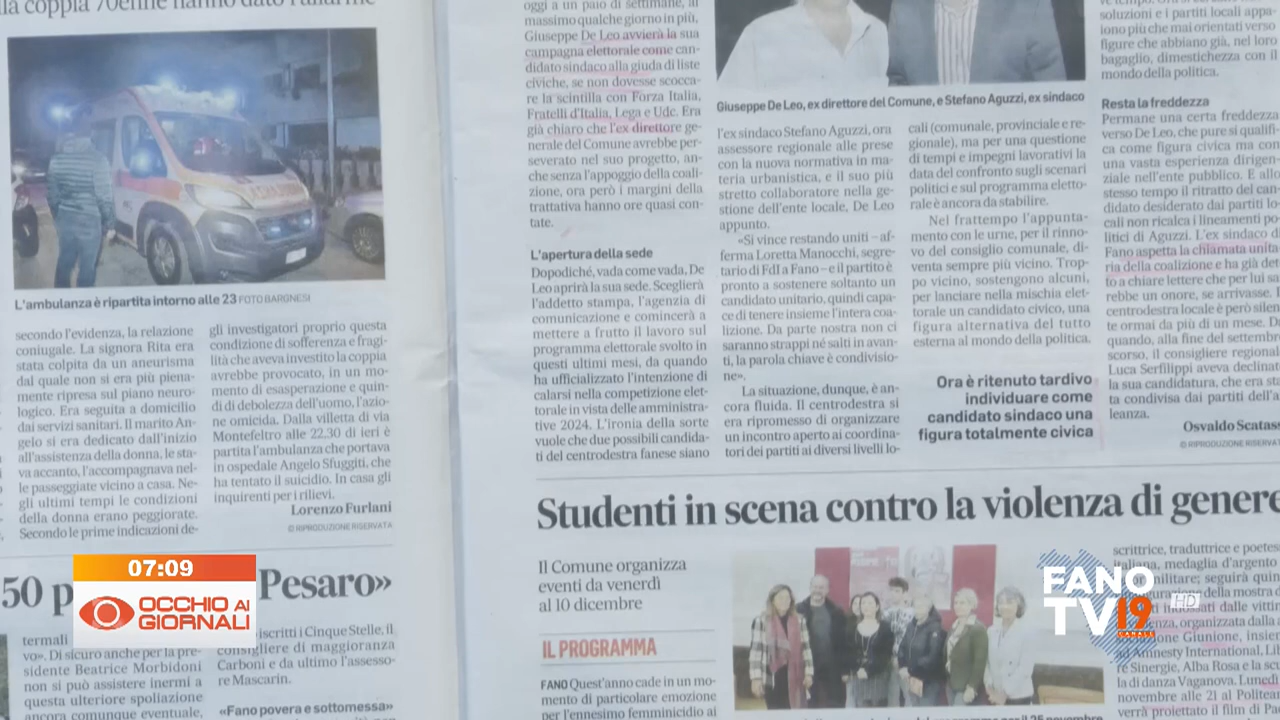 la coppia 70enne hanno dato l'allarme
L'ambulanza è ripartita intorno alle 23 FOTO BARGNESI
secondo l'evidenza, la relazione
coniugale. La signora Rita era
stata colpita da un aneurisma
dal quale non si era più piena-
mente ripresa sul piano neuro-
logico. Era seguita a domicilio
dai servizi sanitari. Il marito An-
gelo si era dedicato dall'inizio
all'assistenza della donna, le sta-
va accanto, l'accompagnava nel-
le passeggiate vicino a casa. Ne-
gli ultimi tempi le condizioni
della donna erano peggiorate.
Secondo le prime indicazioni de-
gli investigatori proprio questa
condizione di sofferenza e fragi-
lità che aveva investito la coppia
avrebbe provocato, in un mo-
mento di esasperazione e quin-
di di debolezza dell'uomo, l'azio-
ne omicida. Dalla villetta di via
Montefeltro alle 22.30 di ieri è
partita l'ambulanza che portava
in ospedale Angelo Sfuggiti, che
ha tentato il suicidio. In casa gli
inquirenti per i rilievi.
Lorenzo Furlani
© RIPRODUZIONE RISERVATA
50 p
Pesaro»
termali
vo». Di sicuro anche per la pre-
sidente Beatrice Morbidoni
non si può assistere inermi a
questa ulteriore spoliazione
ancora comunque eventuale,
iscritti i Cinque Stelle, il
consigliere di maggioranza
Carboni e da ultimo l'assesso-
re Mascarin.
«Fano povera e sottomessa»
oggi a un paio di settimane, al
massimo qualche giorno in più,
Giuseppe De Leo avvierà la sua
campagna elettorale come can-
didato sindaco alla giuda di liste
civiche, se non dovesse scocca-
re la scintilla con Forza Italia,
Fratelli d'Italia, Lega e Udc. Era
già chiaro che l'ex direttore ge-
nerale del Comune avrebbe per-
severato nel suo progetto, an-
che senza l'appoggio della coali-
zione, ora però i margini della
trattativa hanno ore quasi con-
tate.
L'apertura della sede
Dopodiché, vada come vada, De
Leo aprirà la sua sede. Sceglierà
l'addetto stampa, l'agenzia di
comunicazione e comincerà a
mettere a frutto il lavoro sul
programma elettorale svolto in
questi ultimi mesi, da quando
ha ufficializzato l'intenzione di
calarsi nella competizione elet-
torale in vista delle amministra-
tive 2024. L'ironia della sorte
vuole che due possibili candida-
ti del centrodestra fanese siano
Giuseppe De Leo, ex direttore del Comune, e Stefano Aguzzi, ex sindaco
l'ex sindaco Stefano Aguzzi, ora
assessore regionale alle prese
con la nuova normativa in ma-
teria urbanistica, e il suo più
stretto collaboratore nella ge-
stione dell'ente locale, De Leo
appunto.
«Si vince restando uniti – af-
ferma Loretta Manocchi, segre-
tario di FdI a Fano – e il partito è
pronto a sostenere soltanto un
candidato unitario, quindi capa-
ce di tenere insieme l'intera coa-
lizione. Da parte nostra non ci
saranno strappi né salti in avan-
ti, la parola chiave è condivisio-
ne».
La situazione, dunque, è an-
cora fluida. Il centrodestra si
era ripromesso di organizzare
un incontro aperto ai coordina-
tori dei partiti ai diversi livelli lo-
cali (comunale, provinciale e re-
gionale), ma per una questione
di tempi e impegni lavorativi la
data del confronto sugli scenari
politici e sul programma eletto-
rale è ancora da stabilire.
Nel frattempo l'appunta-
mento con le urne, per il rinno-
vo del consiglio comunale, di-
venta sempre più vicino. Trop-
po vicino, sostengono alcuni,
per lanciare nella mischia elet-
torale un candidato civico, una
figura alternativa del tutto
esterna al mondo della politica.
Ora è ritenuto tardivo
individuare come
candidato sindaco una
figura totalmente civica
soluzioni e i partiti locali appa-
iono più che mai orientati verso
figure che abbiano già, nel loro
bagaglio, dimestichezza con il
mondo della politica.
Resta la freddezza
Permane una certa freddezza
verso De Leo, che pure si qualifi-
ca come figura civica ma con
una vasta esperienza dirigen-
ziale nell'ente pubblico. E allo
stesso tempo il ritratto del can-
didato desiderato dai partiti lo-
cali non ricalca i lineamenti po-
litici di Aguzzi. L'ex sindaco di
Fano aspetta la chiamata unita-
ria della coalizione e ha già det-
to a chiare lettere che per lui sa-
rebbe un onore, se arrivasse. Il
centrodestra locale è però silen-
te ormai da più di un mese. Da
quando, alla fine del settembre
scorso, il consigliere regionale
Luca Serfilippi aveva declinato
la sua candidatura, che era sta-
ta condivisa dai partiti dell'al-
leanza.
Osvaldo Scatass
© RIPRODUZIONE RISERVAT
Studenti in scena contro la violenza di genere
Il Comune organizza
eventi da venerdì
al 10 dicembre
IL PROGRAMMA
FANO Quest'anno cade in un mo-
mento di particolare emozione
per l'ennesimo femminicidio al
scrittrice, traduttrice e poetess
italiana, medaglia d'argento
militare; seguirà quin
della mostra d
dalle vittim
organizzata dalla
Giunione, insiem
ad Amnesty International, Lib
Sinergie, Alba Rosa e la scu
la di danza Vaganova. Lunedì
novembre alle 21 al Politea
verrà proiettato il film di Pao
07:09
OCCHIO AI
GIORNALI
FANO
TV 19
HD
CANALE